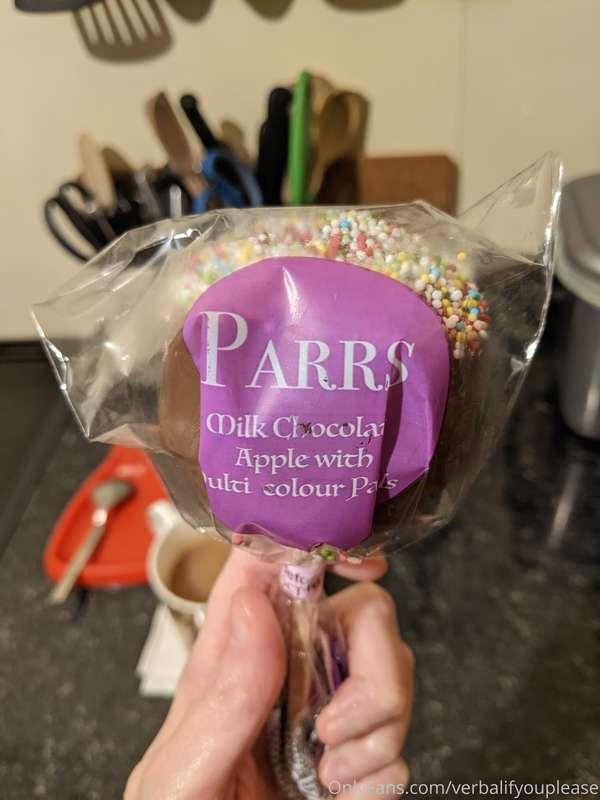 PARRS
Milk Chocolat
Apple with
ulti colour Pals
OnlyFans.com/verbalifyouplease